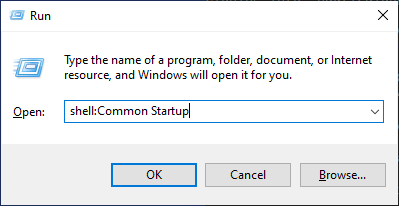 Run
Type the name of a program, folder, document, or Internet
resource, and Windows will open it for you.
Open: shell:Common Startup
OK Cancel Browse...